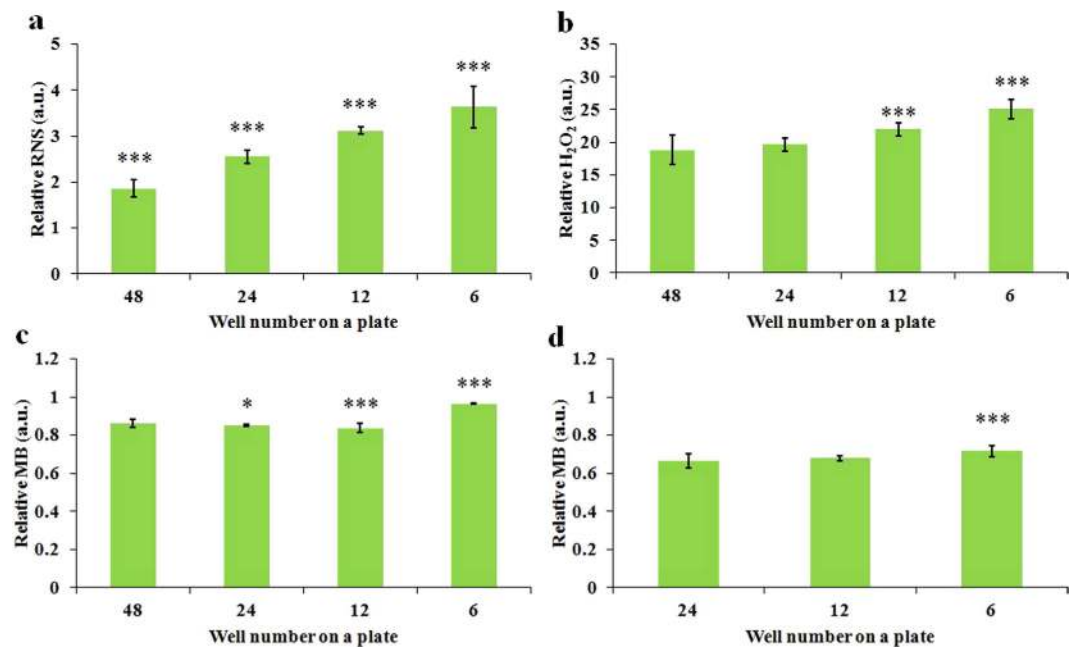 a
Relative RNS (a.u.)
5
4
3
2
1
0
***
***
***
***
48 24 12 6
Well number on a plate
b
Relative H₂O₂ (a.u.)
35
30
25
20
15
10
5
0
***
***
48 24 12 6
Well number on a plate
c
Relative MB (a.u.)
1.2
1
0.8
0.6
0.4
0.2
0
*
***
***
48 24 12 6
Well number on a plate
d
Relative MB (a.u.)
1.2
1
0.8
0.6
0.4
0.2
0
***
24 12 6
Well number on a plate